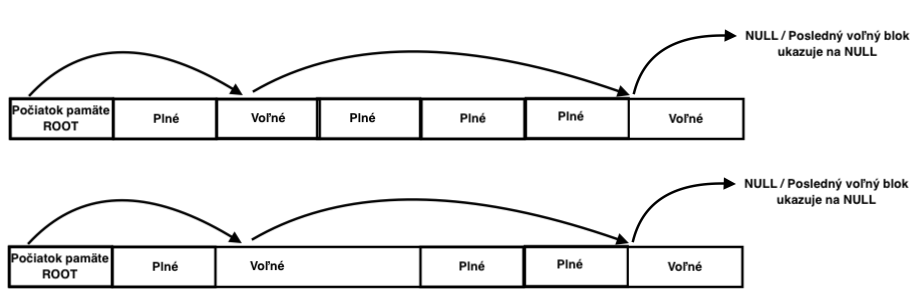 NULL / Posledný voľný blok
ukazuje na NULL
Počiatok pamäte
ROOT
Plné
Voľné
Plné
Plné
Plné
Voľné
NULL / Posledný voľný blok
ukazuje na NULL
Počiatok pamäte
ROOT
Plné
Voľné
Plné
Plné
Voľné